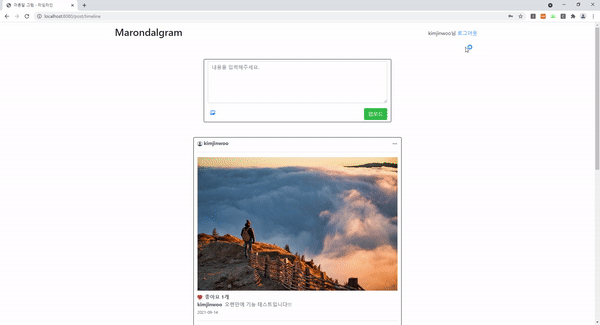 마론달 그램 - 타임라인
localhost:8080/post/timeline
Marondalgram
kimjinwoo님 로그아웃
내용을 입력해주세요.
업로드
kimjinwoo
좋아요 1개
kimjinwoo 오랜만에 기능 테스트입니다!!!
2021-09-14